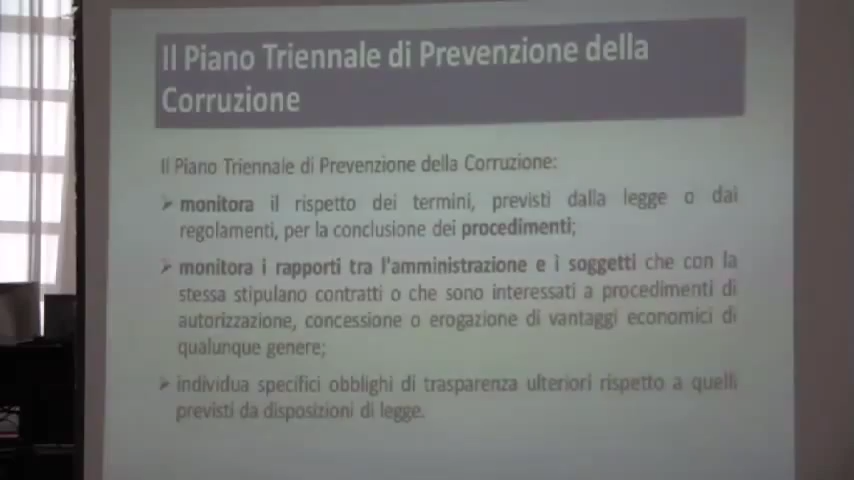 Il Piano Triennale di Prevenzione della
Corruzione
Il Piano Triennale di Prevenzione della Corruzione:
➢ monitora il rispetto dei termini, previsti dalla legge o dai
regolamenti, per la conclusione dei procedimenti;
➢ monitora i rapporti tra l'amministrazione e i soggetti che con la
stessa stipulano contratti o che sono interessati a procedimenti di
autorizzazione, concessione o erogazione di vantaggi economici di
qualunque genere;
➢ individua specifici obblighi di trasparenza ulteriori rispetto a quelli
previsti da disposizioni di legge.